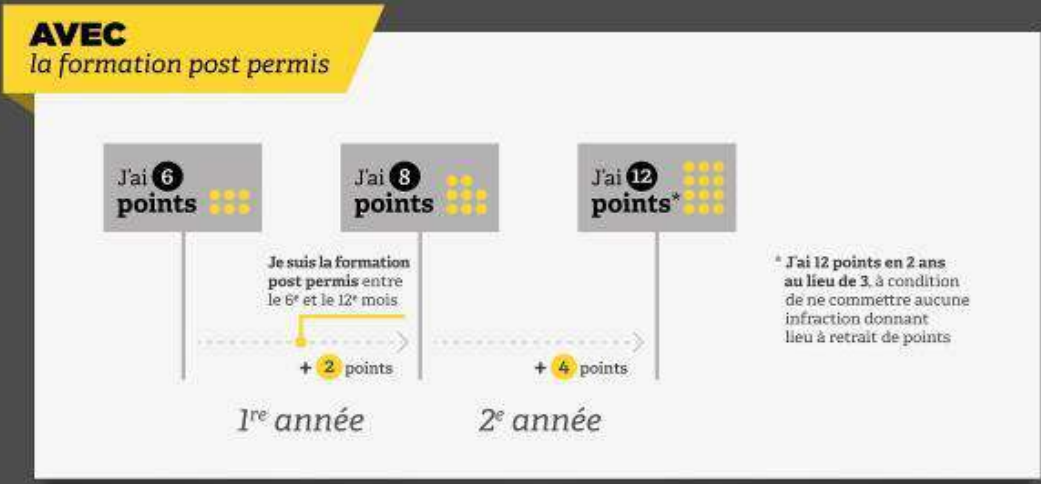 AVEC
la formation post permis
J'ai 6
points
J'ai 8
points
J'ai 12
points*
Je suis la formation
post permis entre
le 6e et le 12e mois
+ 2 points
+ 4 points
1re année
2e année
* J'ai 12 points en 2 ans
au lieu de 3, à condition
de ne commettre aucune
infraction donnant
lieu à retrait de points